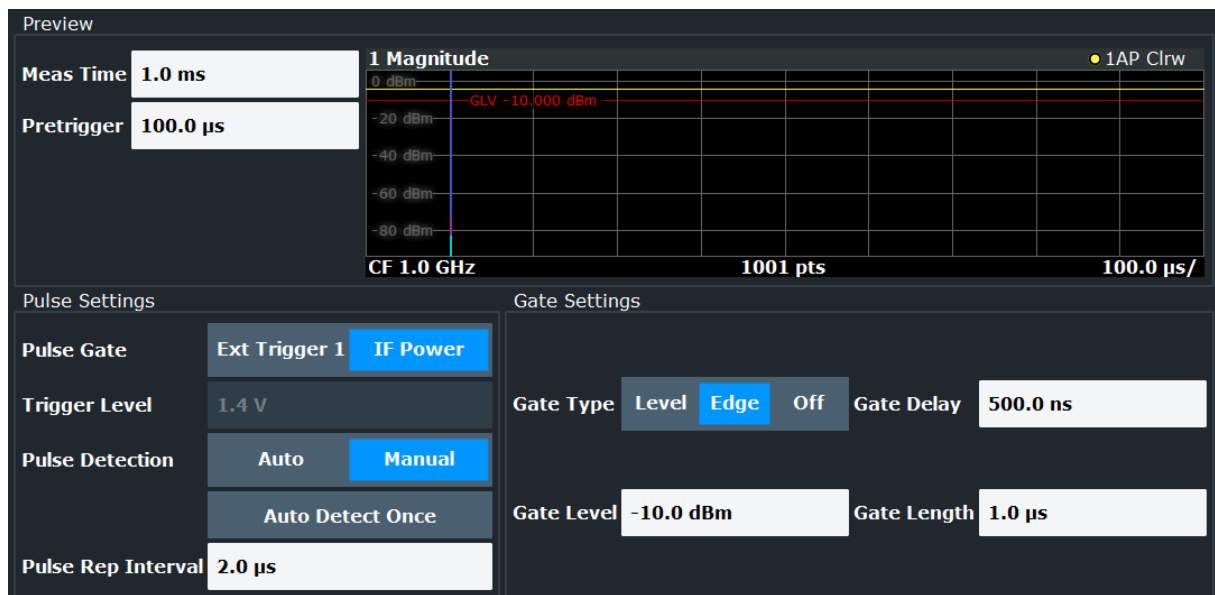 Preview
Meas Time 1.0 ms
Pretrigger 100.0 µs
1 Magnitude 1AP Clrw
0 dBm
GLV -10.000 dBm
-20 dBm
-40 dBm
-60 dBm
-80 dBm
CF 1.0 GHz 1001 pts 100.0 µs/
Pulse Settings
Pulse Gate Ext Trigger 1 IF Power
Trigger Level 1.4 V
Pulse Detection Auto Manual
Auto Detect Once
Pulse Rep Interval 2.0 µs
Gate Settings
Gate Type Level Edge Off Gate Delay 500.0 ns
Gate Level -10.0 dBm Gate Length 1.0 µs